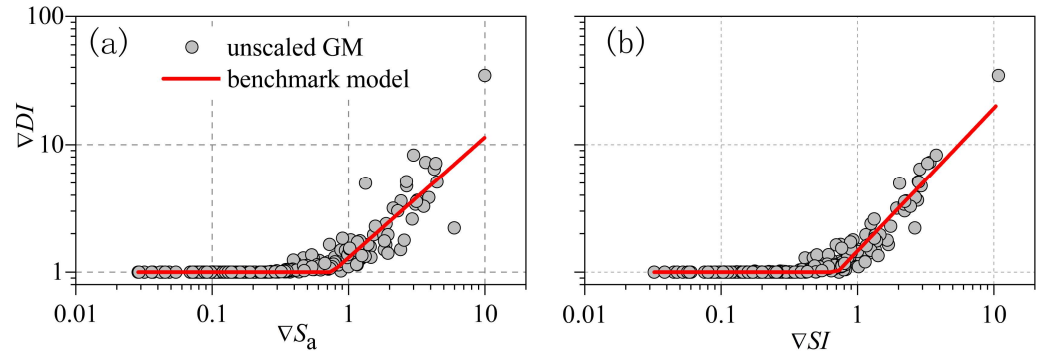 100
10
1
∇DI
(a)
unscaled GM
benchmark model
0.01 0.1 1 10
∇Sa
(b)
0.01 0.1 1 10
∇SI